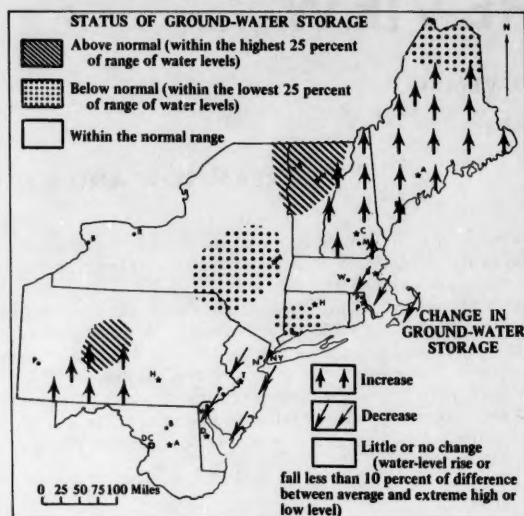 STATUS OF GROUND-WATER STORAGE
Above normal (within the highest 25 percent
of range of water levels)
Below normal (within the lowest 25 percent
of range of water levels)
Within the normal range
N
B
R
C
W
H
P
H
N
NY
T
B
DC
A
D
CHANGE IN
GROUND-WATER
STORAGE
Increase
Decrease
Little or no change
(water-level rise or
fall less than 10 percent of difference
between average and extreme high or
low level)
0 25 50 75 100 Miles